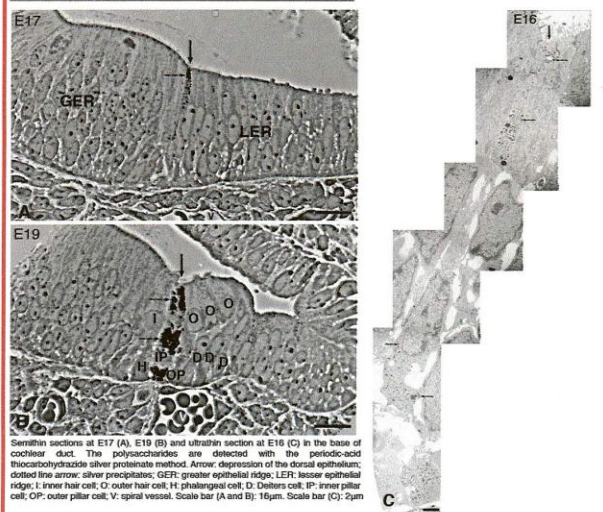 E17
GER
LER
A
E19
I
O
O
O
IP
H
D
D
D
OP
B
E16
C
Semithin sections at E17 (A), E19 (B) and ultrathin section at E16 (C) in the base of
cochlear duct. The polysaccharides are detected with the periodic-acid
thiocarbohydrazide silver proteinate method. Arrow: depression of the dorsal epithelium;
dotted line arrow: silver precipitates; GER: greater epithelial ridge; LER: lesser epithelial
ridge; I: inner hair cell; O: outer hair cell; H: phalangeal cell; D: Deiters cell; IP: inner pillar
cell; OP: outer pillar cell; V: spiral vessel. Scale bar (A and B): 16µm. Scale bar (C): 2µm